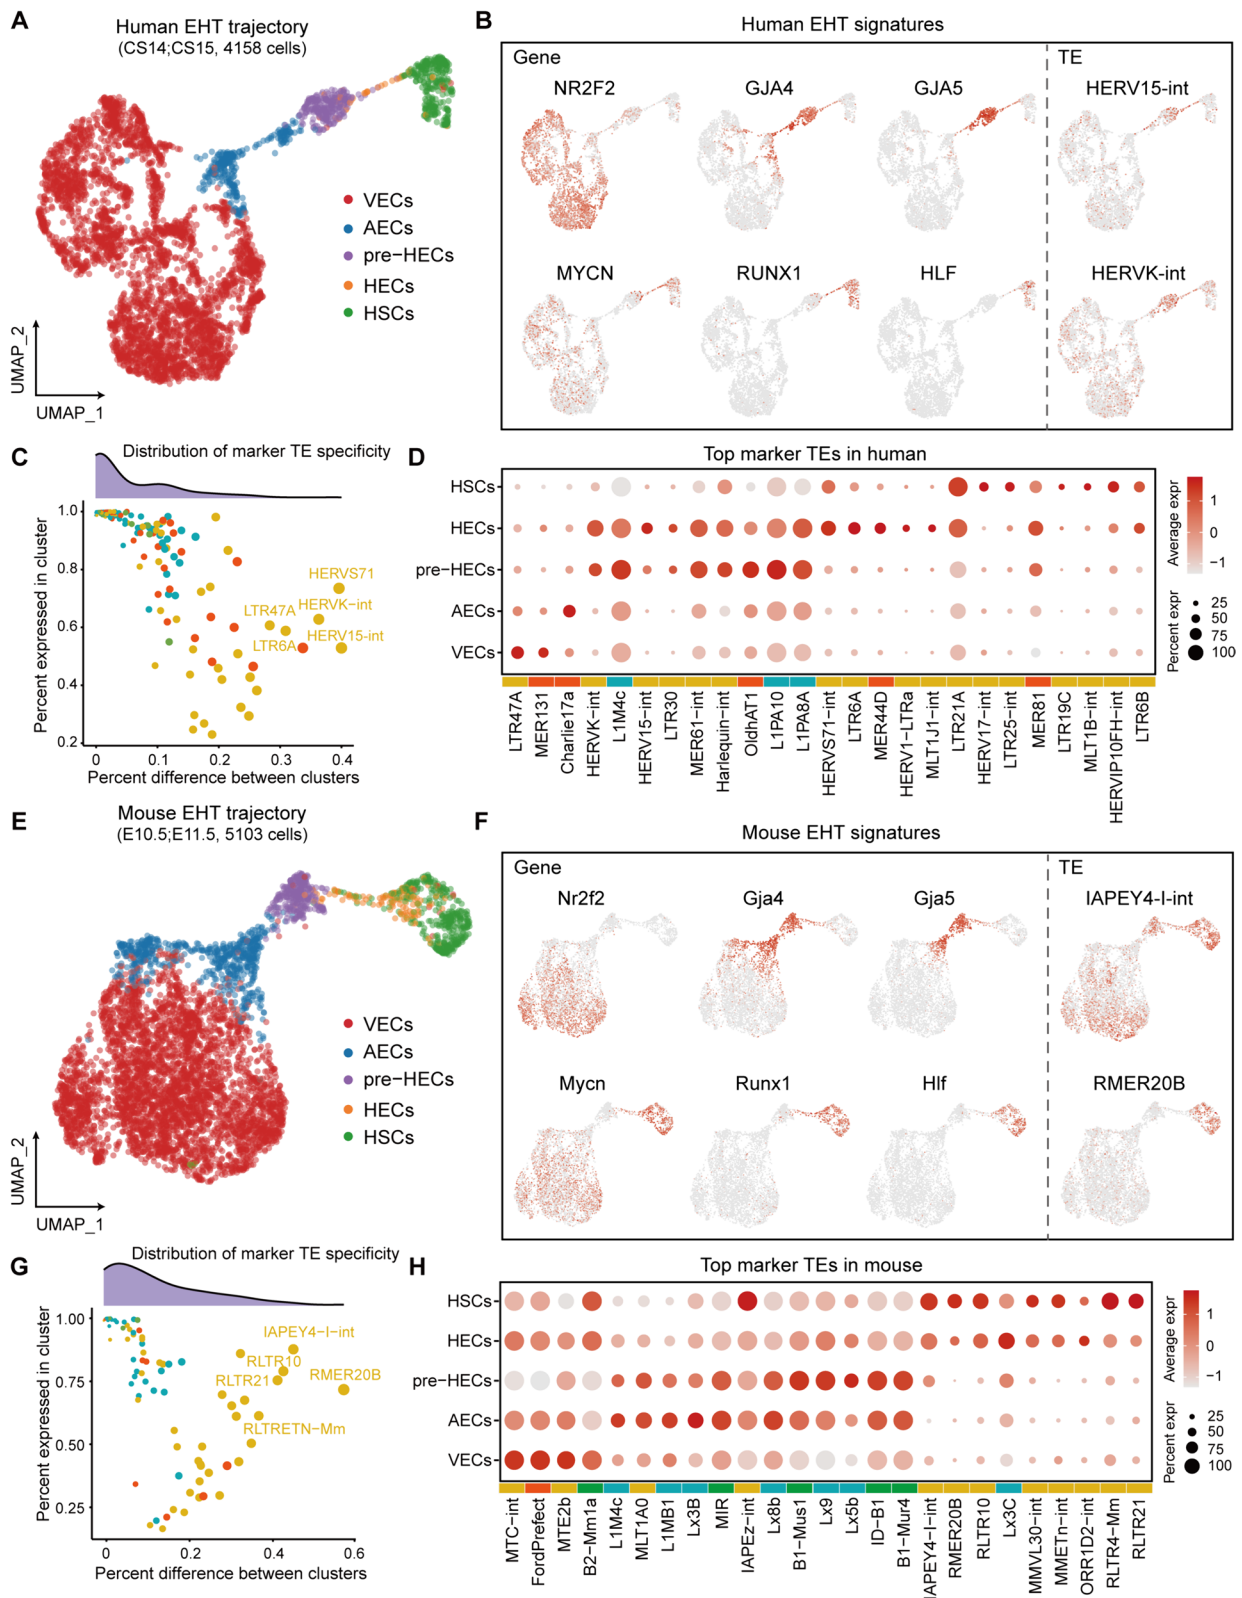 A
Human EHT trajectory
(CS14;CS15, 4158 cells)
VECs
AECs
pre−HECs
HECs
HSCs
UMAP_2
UMAP_1
B
Human EHT signatures
Gene
TE
NR2F2
GJA4
GJA5
HERV15-int
MYCN
RUNX1
HLF
HERVK-int
C
Distribution of marker TE specificity
Percent expressed in cluster
1.0
0.8
0.6
0.4
0.2
HERVS71
HERVK−int
LTR47A
HERV15-int
LTR6A
0
0.1
0.2
0.3
0.4
Percent difference between clusters
D
Top marker TEs in human
HSCs
HECs
pre−HECs
AECs
VECs
LTR47A
MER131
Charlie17a
HERVK−int
L1M4c
HERV15−int
LTR30
MER61−int
Harlequin−int
OldhAT1
L1PA10
L1PA8A
HERVS71−int
LTR6A
MER44D
HERV1−LTRa
MLT1J1−int
LTR21A
HERV17−int
LTR25−int
MER81
LTR19C
MLT1B−int
HERVIP10FH−int
LTR6B
Average expr
1
0
−1
Percent expr
25
50
75
100
E
Mouse EHT trajectory
(E10.5;E11.5, 5103 cells)
VECs
AECs
pre−HECs
HECs
HSCs
UMAP_2
UMAP_1
F
Mouse EHT signatures
Gene
TE
Nr2f2
Gja4
Gja5
IAPEY4-I-int
Mycn
Runx1
Hlf
RMER20B
G
Distribution of marker TE specificity
Percent expressed in cluster
1.00
0.75
0.50
0.25
IAPEY4−I−int
RLTR10
RMER20B
RLTR21
RLTRETN−Mm
0
0.2
0.4
0.6
Percent difference between clusters
H
Top marker TEs in mouse
HSCs
HECs
pre−HECs
AECs
VECs
MTC−int
FordPrefect
MTE2b
B2−Mm1a
L1M4c
MLT1A0
L1MB1
Lx3B
MIR
IAPEz−int
Lx8b
B1−Mus1
Lx9
Lx5b
ID−B1
B1−Mur4
IAPEY4−I−int
RMER20B
RLTR10
Lx3C
MMVL30−int
MMETn−int
ORR1D2−int
RLTR4−Mm
RLTR21
Average expr
1
0
−1
Percent expr
25
50
75
100